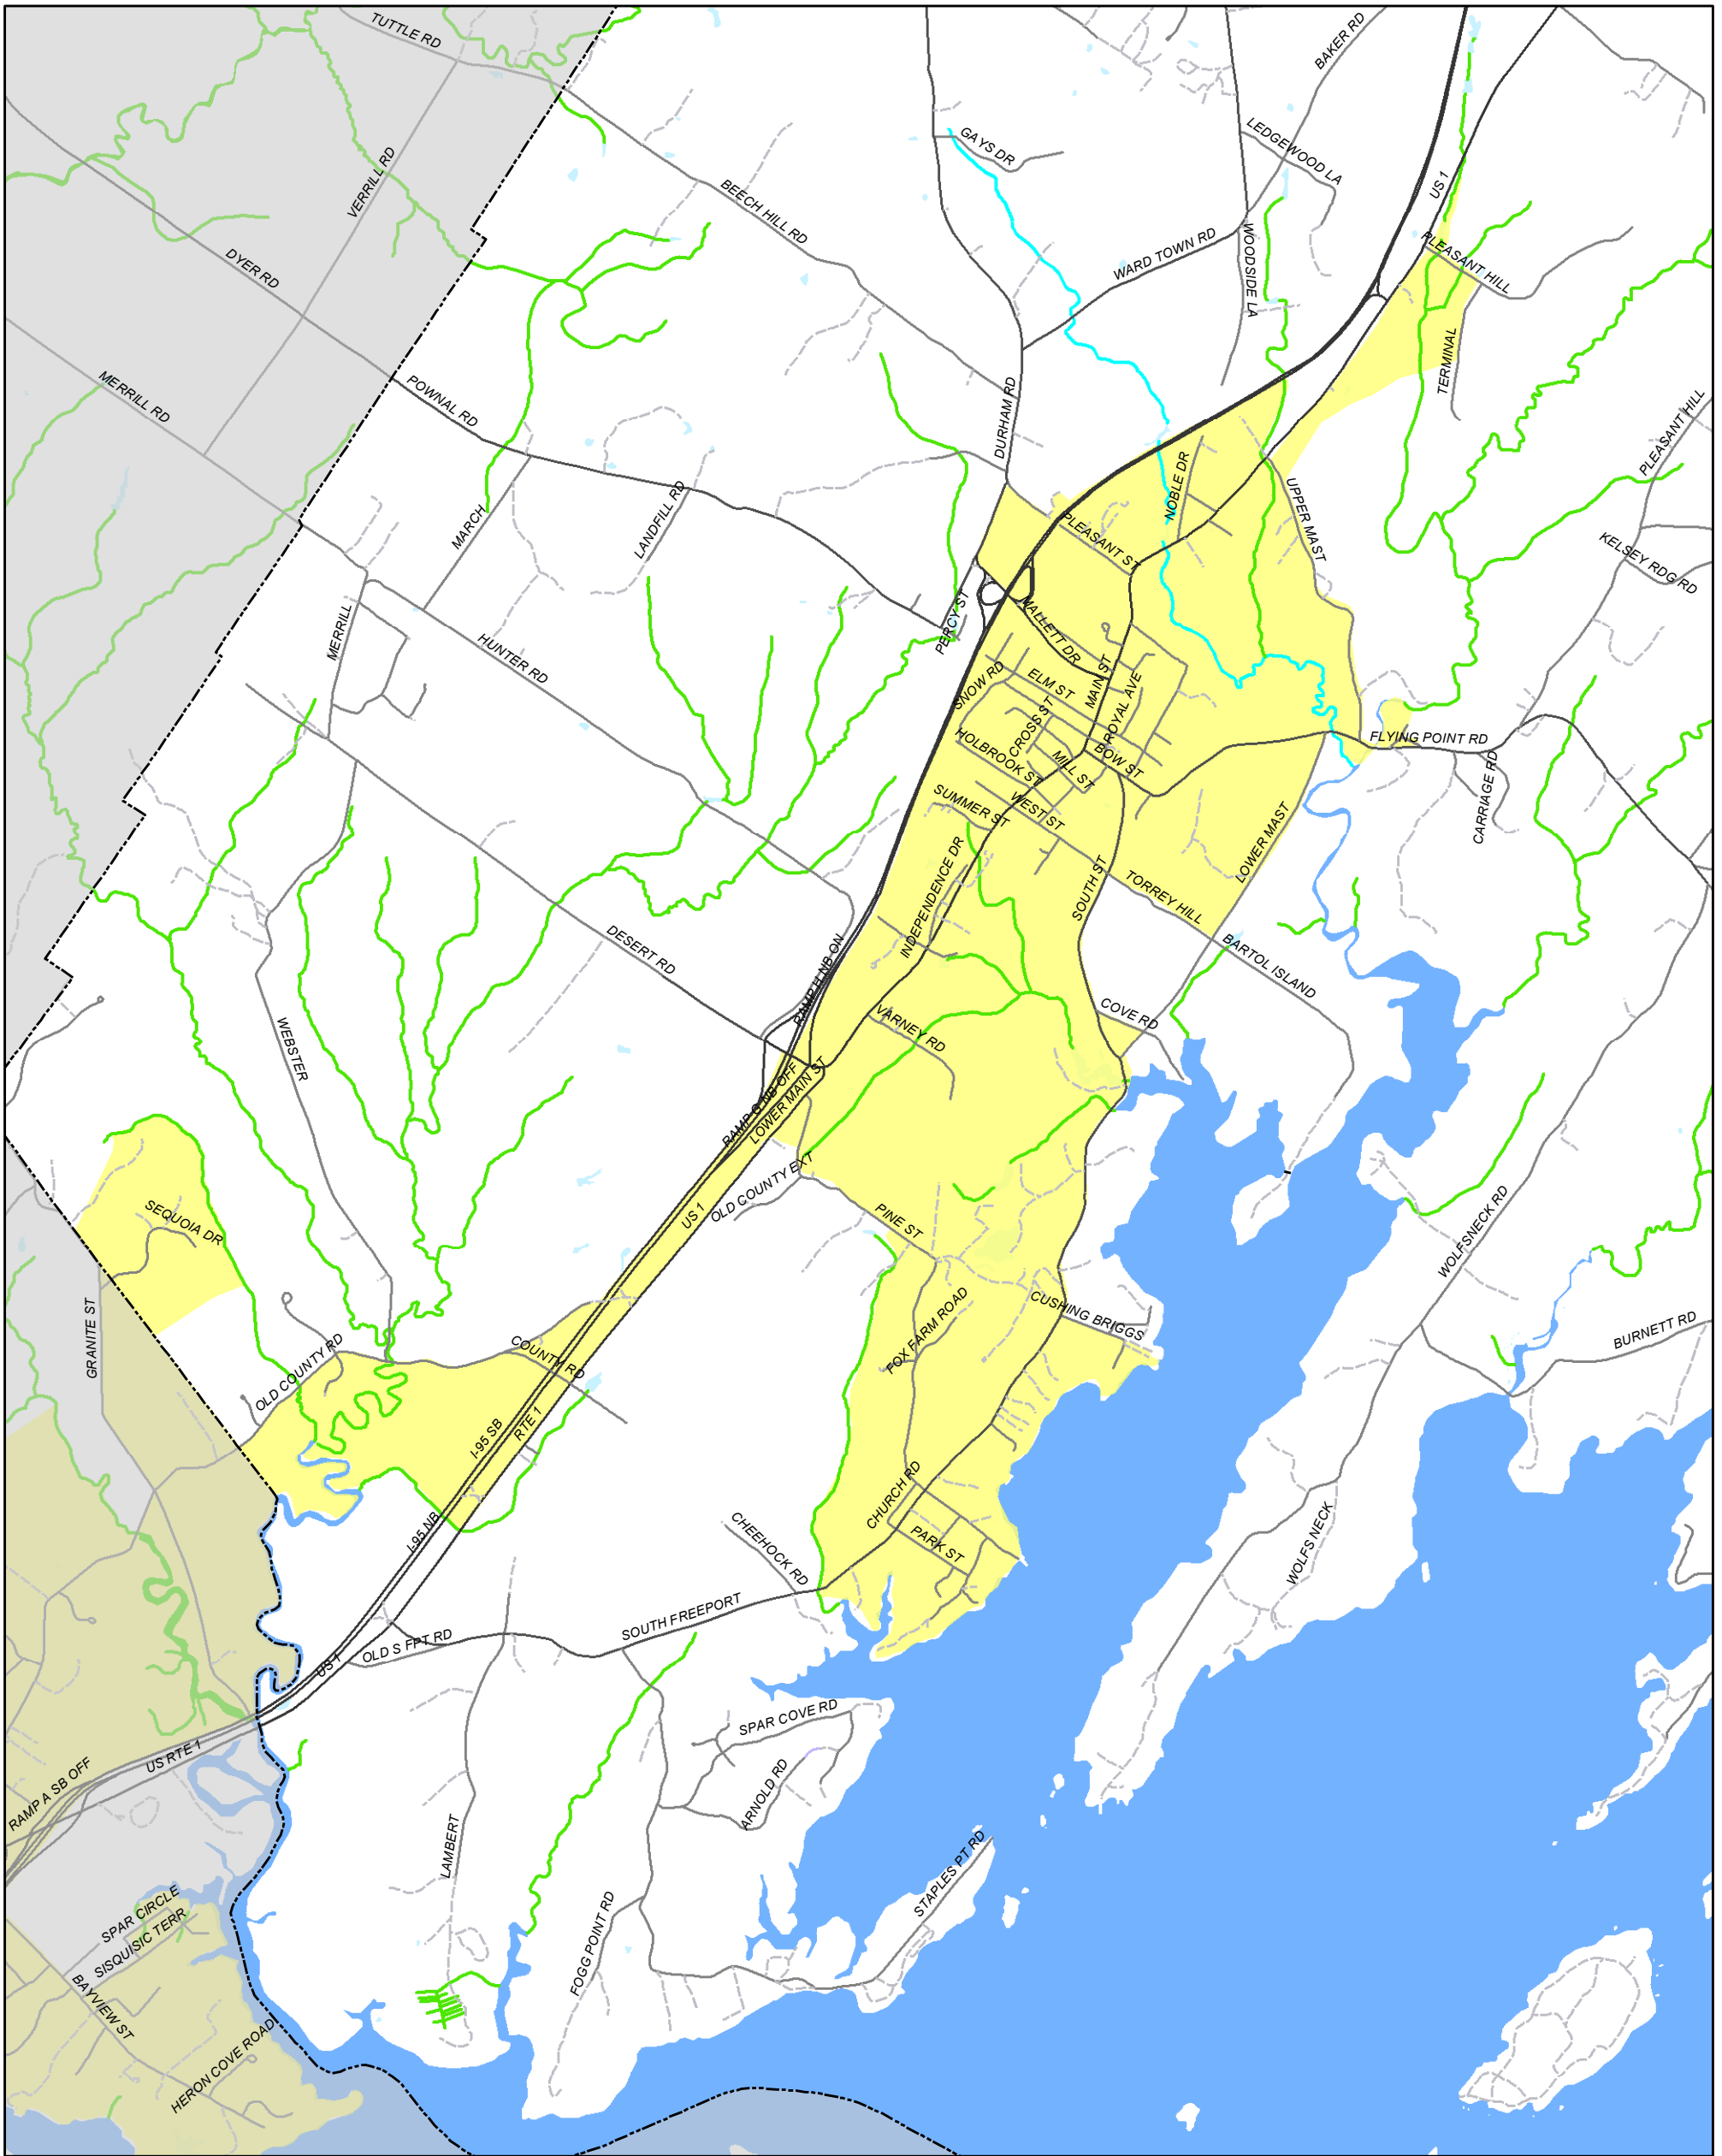 TUTTLE RD
BAKER RD
GAYS DR
LEDGEWOOD LA
VERRILL RD
BEECH HILL RD
US 1
WARD TOWN RD
WOODSIDE LA
PLEASANT HILL
DYER RD
TERMINAL
MERRILL RD
POWNAL RD
DURHAM RD
PLEASANT HILL
NOBLE DR
UPPER MAST
MARCH
LANDFILL RD
PLEASANT ST
KELSEY RDG RD
MERRILL
PERCY ST
MALLETT DR
HUNTER RD
SNOW RD
ELM ST
MAIN ST
ROYAL AVE
CROSS ST
HOLBROOK ST
MILL ST
BOW ST
FLYING POINT RD
CARRIAGE RD
SUMMER ST
WEST ST
LOWER MAST
INDEPENDENCE DR
SOUTH ST
TORREY HILL
DESERT RD
RAMP H NB ON
BARTOL ISLAND
COVE RD
VARNEY RD
WEBSTER
RAMP G NB OFF
LOWER MAIN ST
OLD COUNTY EXT
US 1
SEQUOIA DR
PINE ST
WOLFSNECK RD
GRANITE ST
CUSHING BRIGGS
FOX FARM ROAD
BURNETT RD
OLD COUNTY RD
COUNTY RD
I-95 SB
RTE 1
CHURCH RD
I-95 NB
CHEEHOCK RD
PARK ST
WOLFS NECK
SOUTH FREEPORT
OLD S FPT RD
US 1
SPAR COVE RD
US RTE 1
RAMP A SB OFF
ARNOLD RD
LAMBERT
STAPLES PT RD
SPAR CIRCLE
SISQUISIC TERR
FOGG POINT RD
BAYVIEW ST
HERON COVE ROAD